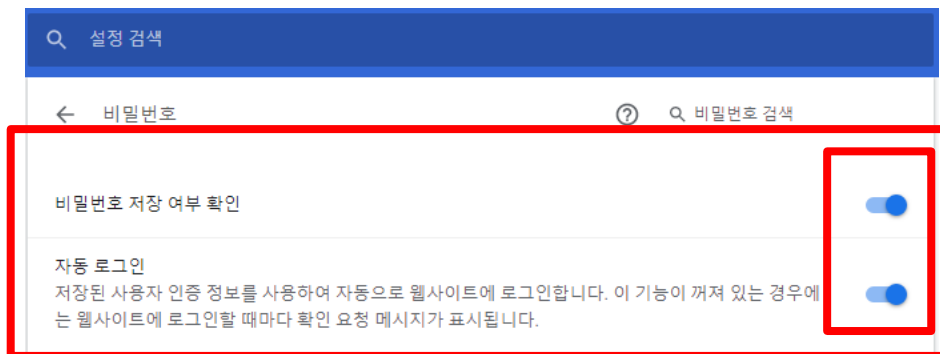 설정 검색
비밀번호
비밀번호 검색
비밀번호 저장 여부 확인
자동 로그인
저장된 사용자 인증 정보를 사용하여 자동으로 웹사이트에 로그인합니다. 이 기능이 꺼져 있는 경우에
는 웹사이트에 로그인할 때마다 확인 요청 메시지가 표시됩니다.